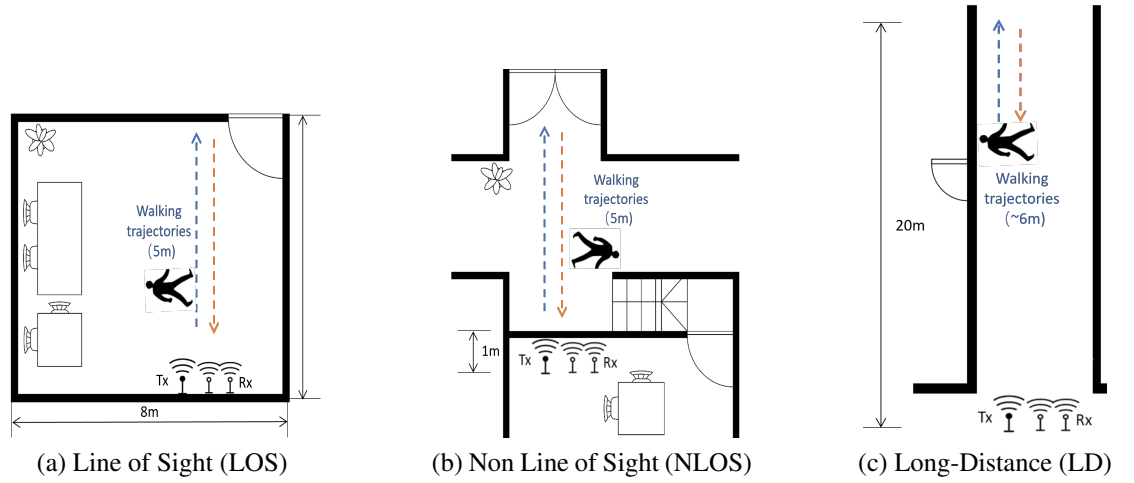 Walking
trajectories
(5m)
Tx
Rx
8m
(a) Line of Sight (LOS)
Walking
trajectories
(5m)
1m
Tx
Rx
(b) Non Line of Sight (NLOS)
20m
Walking
trajectories
(~6m)
Tx
Rx
(c) Long-Distance (LD)